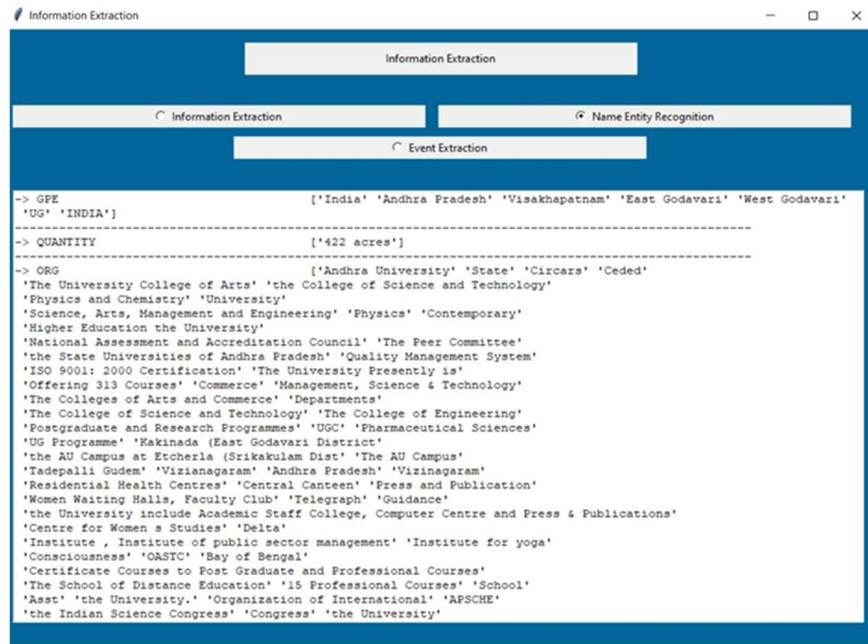 Information Extraction
Information Extraction
Information Extraction
Name Entity Recognition
Event Extraction
-> GPE ['India' 'Andhra Pradesh' 'Visakhapatnam' 'East Godavari' 'West Godavari'
'UG' 'INDIA']
--------------------------------------------------------------------------------------------------------
-> QUANTITY ['422 acres']
--------------------------------------------------------------------------------------------------------
-> ORG ['Andhra University' 'State' 'Circars' 'Ceded'
'The University College of Arts' 'the College of Science and Technology'
'Physics and Chemistry' 'University'
'Science, Arts, Management and Engineering' 'Physics' 'Contemporary'
'Higher Education the University'
'National Assessment and Accreditation Council' 'The Peer Committee'
'the State Universities of Andhra Pradesh' 'Quality Management System'
'ISO 9001: 2000 Certification' 'The University Presently is'
'Offering 313 Courses' 'Commerce' 'Management, Science & Technology'
'The Colleges of Arts and Commerce' 'Departments'
'The College of Science and Technology' 'The College of Engineering'
'Postgraduate and Research Programmes' 'UGC' 'Pharmaceutical Sciences'
'UG Programme' 'Kakinada (East Godavari District'
'the AU Campus at Etcherla (Srikakulam Dist' 'The AU Campus'
'Tadepalli Gudem' 'Vizianagaram' 'Andhra Pradesh' 'Vizinagaram'
'Residential Health Centres' 'Central Canteen' 'Press and Publication'
'Women Waiting Halls, Faculty Club' 'Telegraph' 'Guidance'
'the University include Academic Staff College, Computer Centre and Press & Publications'
'Centre for Women s Studies' 'Delta'
'Institute , Institute of public sector management' 'Institute for yoga'
'Consciousness' 'OASTC' 'Bay of Bengal'
'Certificate Courses to Post Graduate and Professional Courses'
'The School of Distance Education' '15 Professional Courses' 'School'
'Asst' 'the University.' 'Organization of International' 'APSCHE'
'the Indian Science Congress' 'Congress' 'the University'